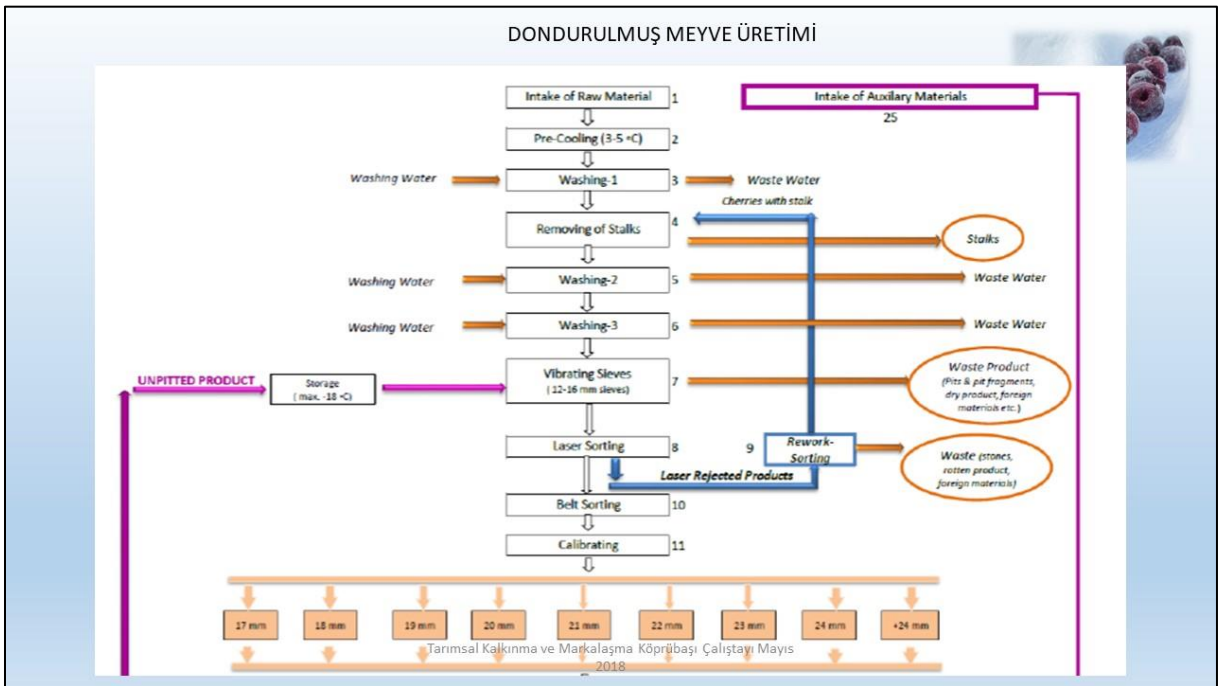 DONDURULMUŞ MEYVE ÜRETİMİ
Intake of Raw Material 1
Intake of Auxilary Materials
25
Pre-Cooling (3-5 ºC) 2
Washing Water
Washing-1 3
Waste Water
Cherries with stalk
Removing of Stalks 4
Stalks
Washing Water
Washing-2 5
Waste Water
Washing Water
Washing-3 6
Waste Water
UNPITTED PRODUCT
Storage
( max. -18 ºC)
Vibrating Sieves
( 12-16 mm sieves)
7
Waste Product
(Pits & pit fragments,
dry product, foreign
materials etc.)
Laser Sorting 8
9
Rework-
Sorting
Waste (stones,
rotten product,
foreign materials)
Laser Rejected Products
Belt Sorting 10
Calibrating 11
17 mm 18 mm 19 mm 20 mm 21 mm 22 mm 23 mm 24 mm +24 mm
Tarımsal Kalkınma ve Markalaşma Köprübaşı Çalıştayı Mayıs
2018